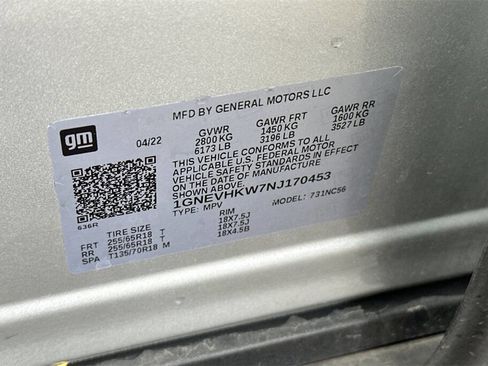 MFD BY GENERAL MOTORS LLC
gm
04/22 GVWR GAWR FRT GAWR RR
2800 KG 1450 KG 1600 KG
6173 LB 3196 LB 3527 LB
THIS VEHICLE CONFORMS TO ALL
APPLICABLE U.S. FEDERAL MOTOR
VEHICLE SAFETY STANDARDS IN EFFECT
ON THE DATE OF MANUFACTURE
SHOWN ABOVE.
1GNEVHKW7NJ170453
TYPE: MPV MODEL: 731NC56
636R
TIRE SIZE RIM
FRT 255/65R18 T 18X7.5J
RR 255/65R18 T 18X7.5J
SPA T135/70R18 M 18X4.5B